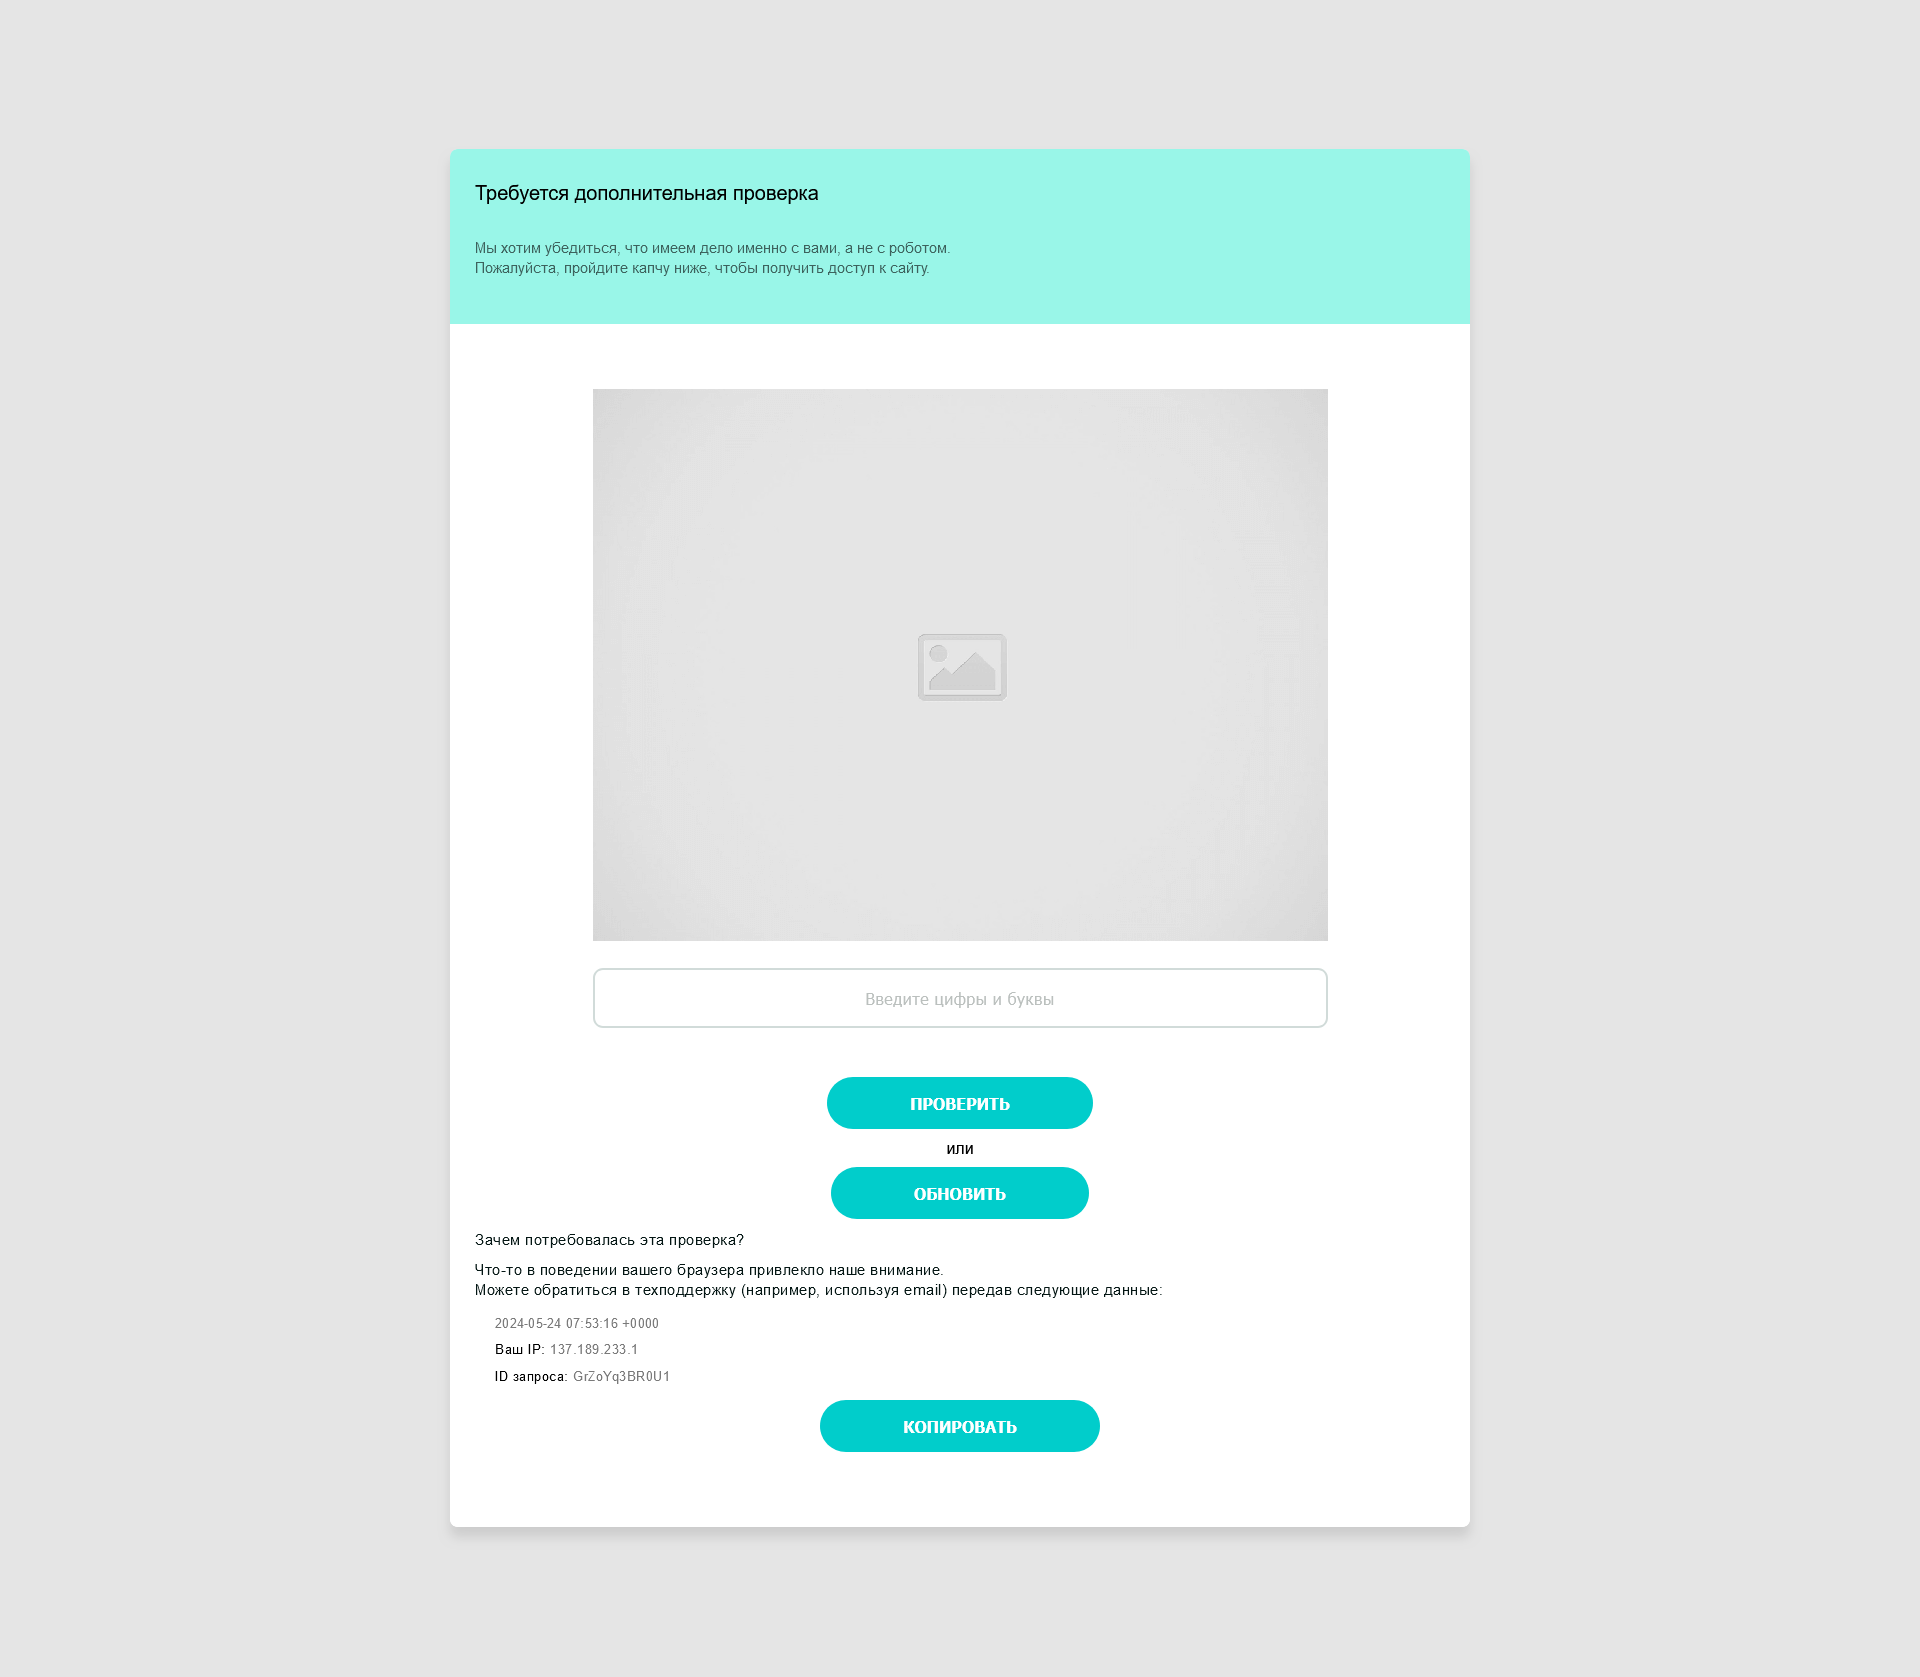 Требуется дополнительная проверка
Мы хотим убедиться, что имеем дело именно с вами, а не с роботом.
Пожалуйста, пройдите капчу ниже, чтобы получить доступ к сайту.
Введите цифры и буквы
ПРОВЕРИТЬ
или
ОБНОВИТЬ
Зачем потребовалась эта проверка?
Что-то в поведении вашего браузера привлекло наше внимание.
Можете обратиться в техподдержку (например, используя email) передав следующие данные:
2024-05-24 07:53:16 +0000
Ваш IP: 137.189.233.1
ID запроса: GrZoYq3BR0U1
КОПИРОВАТЬ